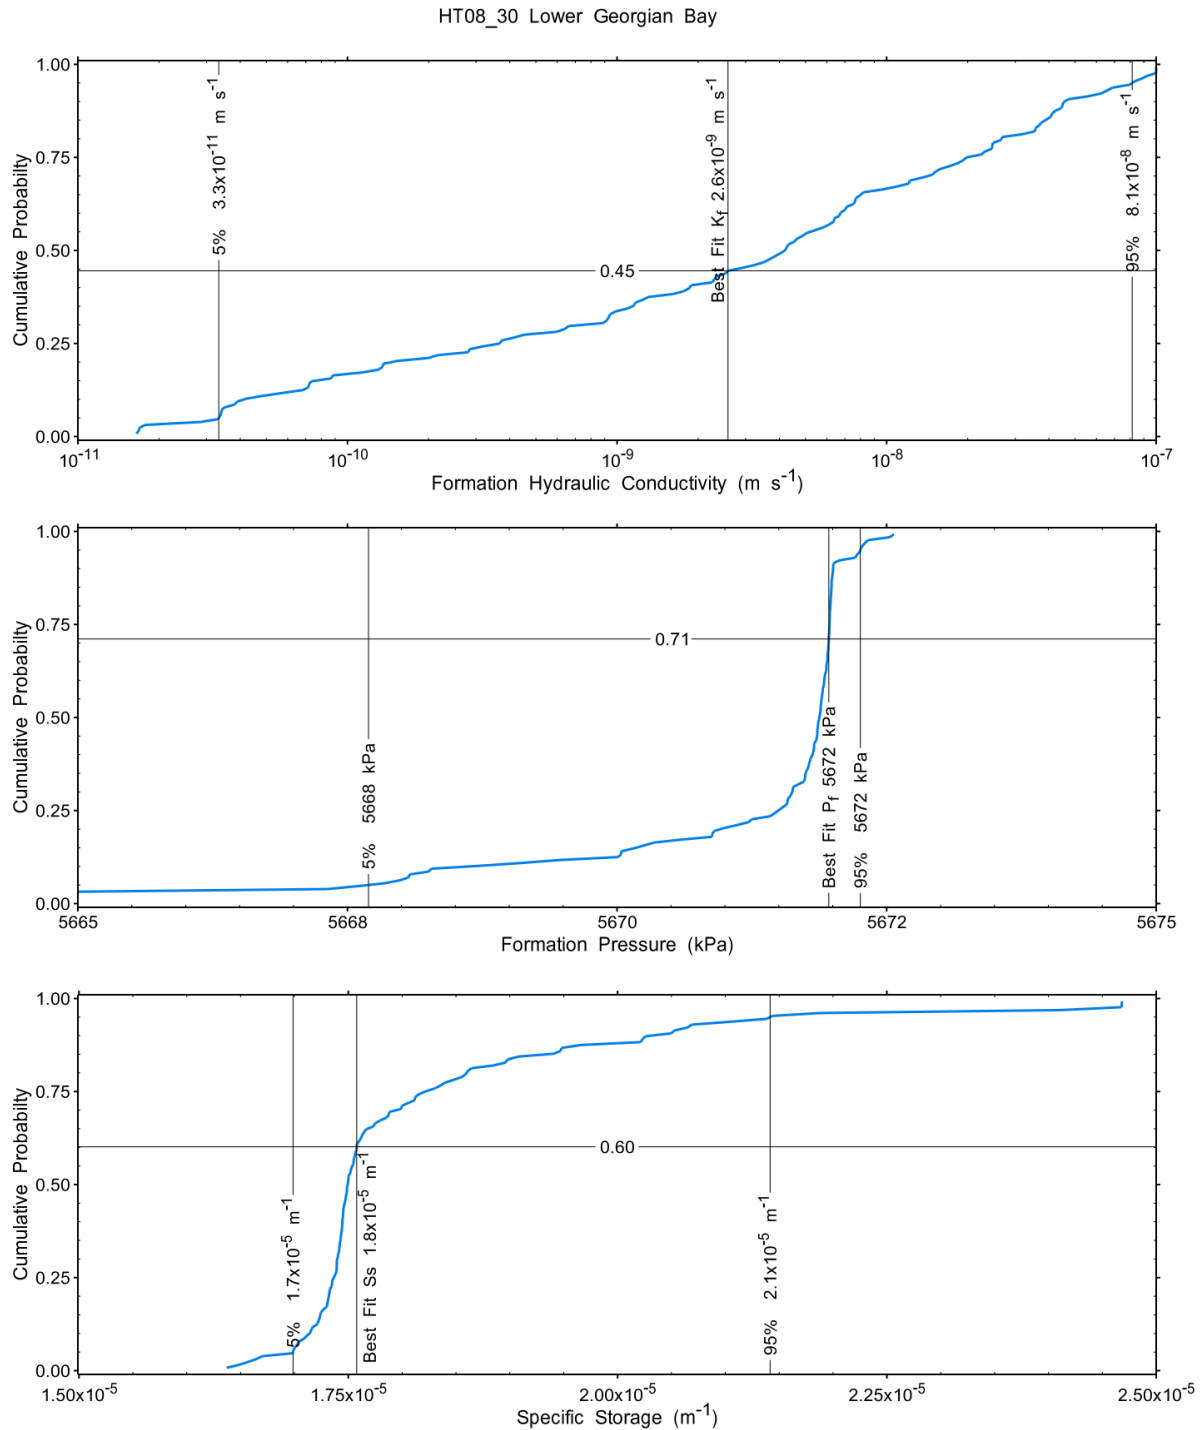 HT08_30 Lower Georgian Bay
1.00
0.75
0.50
0.25
0.00
Cumulative Probabilty
5% 3.3x10⁻¹¹ m s⁻¹
Best Fit K_f 2.6x10⁻⁹ m s⁻¹
95% 8.1x10⁻⁸ m s⁻¹
0.45
10⁻¹¹ 10⁻¹⁰ 10⁻⁹ 10⁻⁸ 10⁻⁷
Formation Hydraulic Conductivity (m s⁻¹)
1.00
0.75
0.50
0.25
0.00
Cumulative Probabilty
5% 5668 kPa
Best Fit P_f 5672 kPa
95% 5672 kPa
0.71
5665 5668 5670 5672 5675
Formation Pressure (kPa)
1.00
0.75
0.50
0.25
0.00
Cumulative Probabilty
5% 1.7x10⁻⁵ m⁻¹
Best Fit Ss 1.8x10⁻⁵ m⁻¹
95% 2.1x10⁻⁵ m⁻¹
0.60
1.50x10⁻⁵ 1.75x10⁻⁵ 2.00x10⁻⁵ 2.25x10⁻⁵ 2.50x10⁻⁵
Specific Storage (m⁻¹)